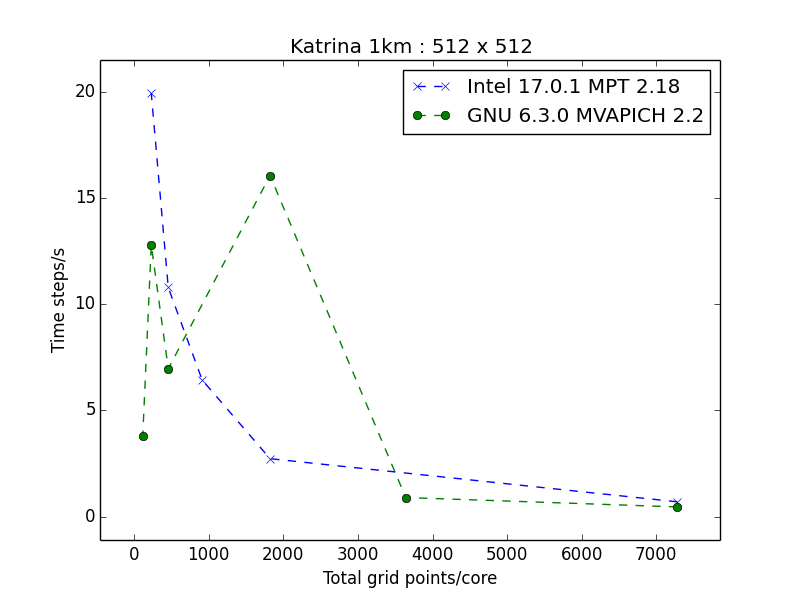 Katrina 1km : 512 x 512
Intel 17.0.1 MPT 2.18
GNU 6.3.0 MVAPICH 2.2
Time steps/s
20
15
10
5
0
0 1000 2000 3000 4000 5000 6000 7000
Total grid points/core